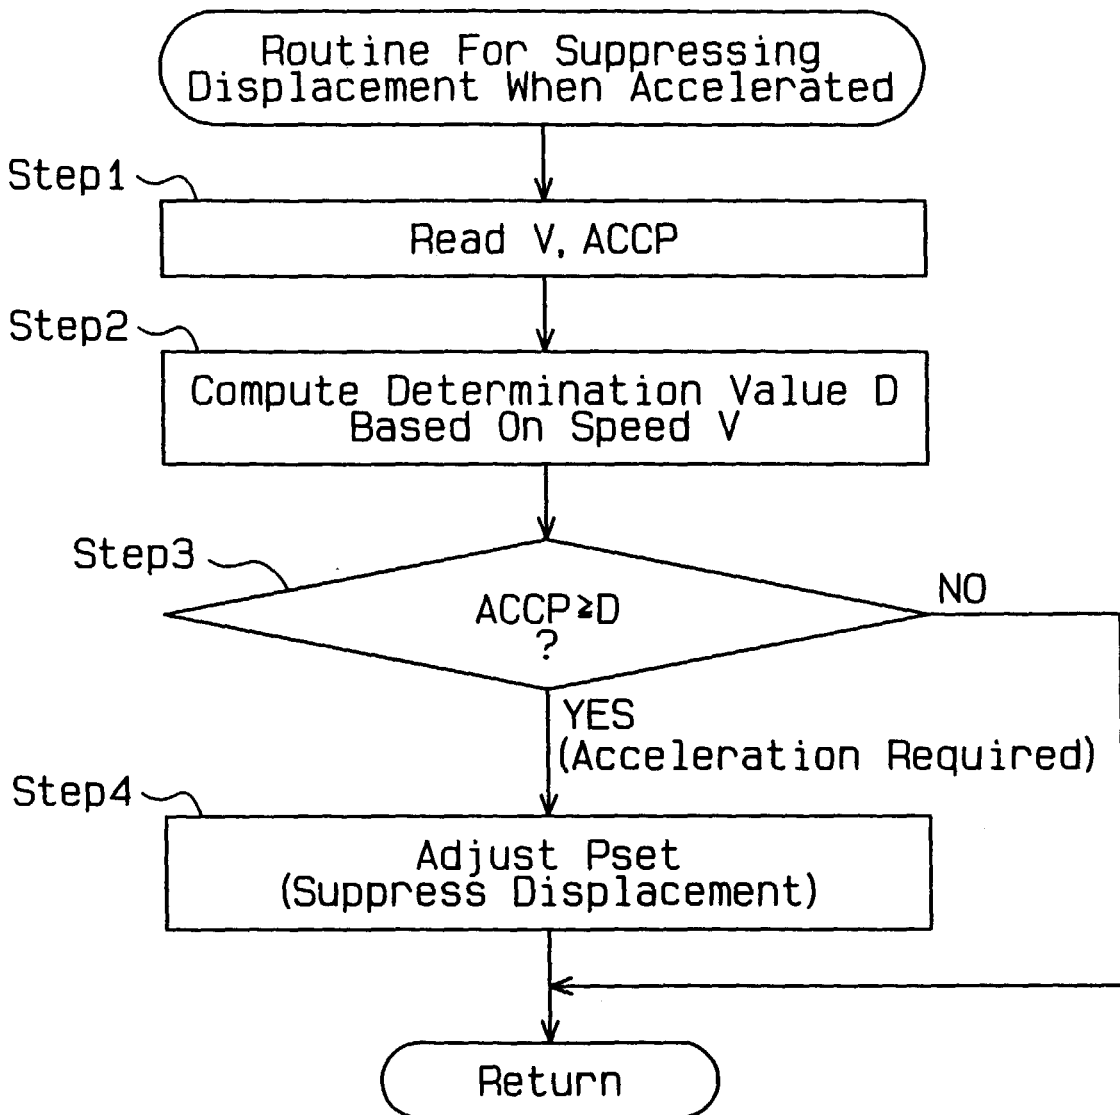 Routine For Suppressing
Displacement When Accelerated
Step1
Read V, ACCP
Step2
Compute Determination Value D
Based On Speed V
Step3
ACCP≧D
?
NO
YES
(Acceleration Required)
Step4
Adjust Pset
(Suppress Displacement)
Return